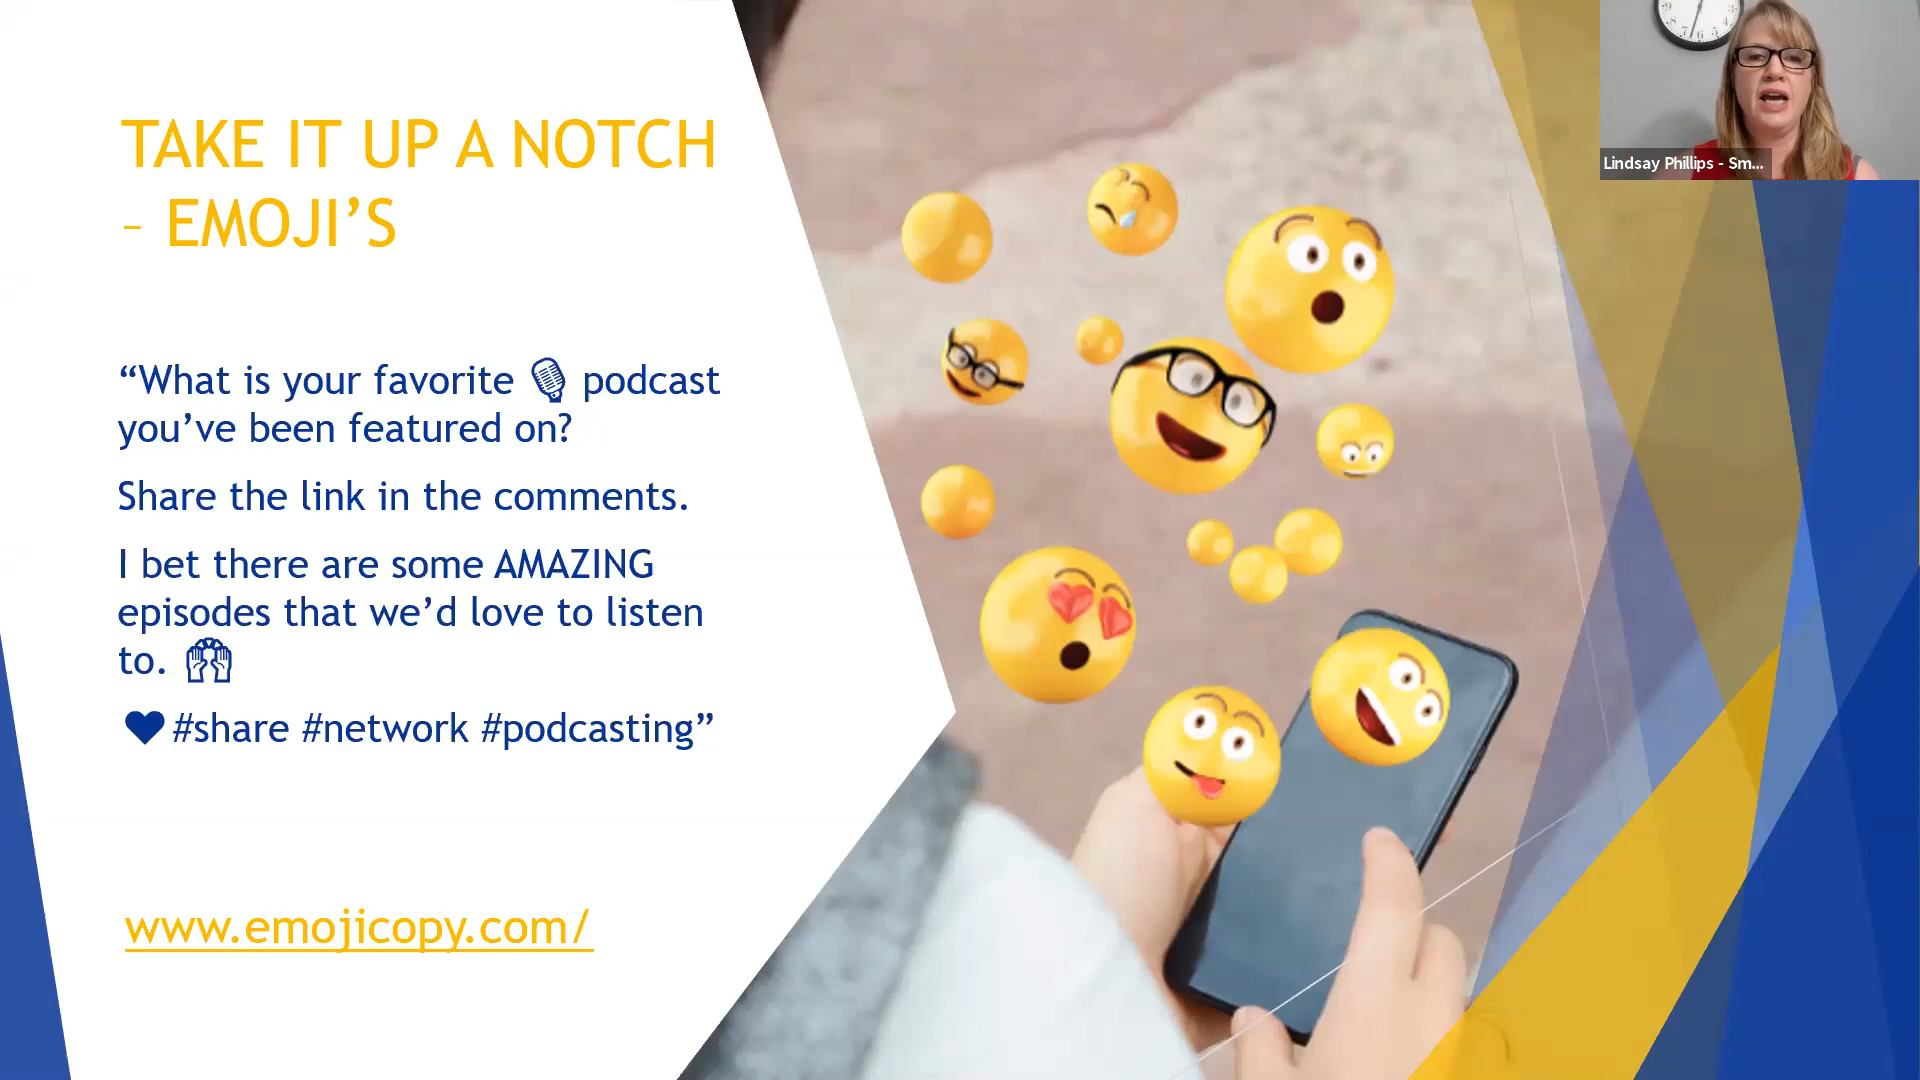 TAKE IT UP A NOTCH
– EMOJI’S
“What is your favorite 🎙 podcast
you’ve been featured on?
Share the link in the comments.
I bet there are some AMAZING
episodes that we’d love to listen
to. 🙌
♥ #share #network #podcasting”
www.emojicopy.com/
Lindsay Phillips - Sm...